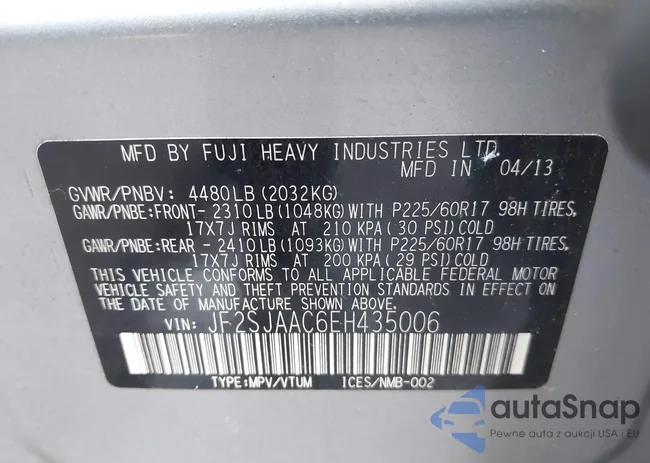 MFD BY FUJI HEAVY INDUSTRIES LTD.
MFD IN 04/13
GVWR/PNBV: 4480LB(2032KG)
GAWR/PNBE:FRONT- 2310LB(1048KG)WITH P225/60R17 98H TIRES,
17X7J RIMS AT 210KPA(30 PSI)COLD
GAWR/PNBE:REAR - 2410LB(1093KG)WITH P225/60R17 98H TIRES,
17X7J RIMS AT 200KPA(29 PSI)COLD
THIS VEHICLE CONFORMS TO ALL APPLICABLE FEDERAL MOTOR
VEHICLE SAFETY AND THEFT PREVENTION STANDARDS IN EFFECT
ON THE DATE OF MANUFACTURE SHOWN ABOVE.
VIN: JF2SJAAC6EH435006
TYPE:MPV/VTUM ICES/NMB-002
autaSnap
Pewne auta z aukcji USA i EU